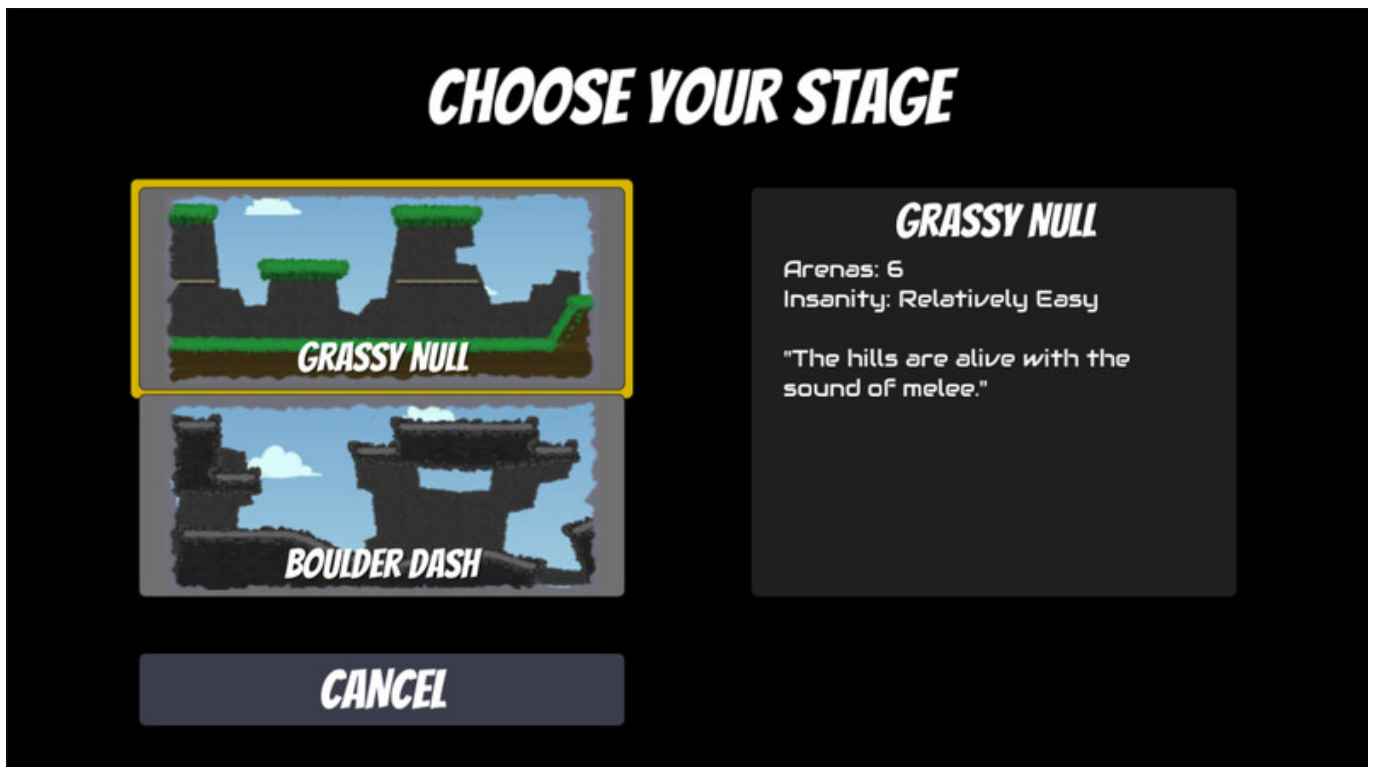 CHOOSE YOUR STAGE
GRASSY NULL
BOULDER DASH
CANCEL
GRASSY NULL
Arenas: 6
Insanity: Relatively Easy
"The hills are alive with the
sound of melee."